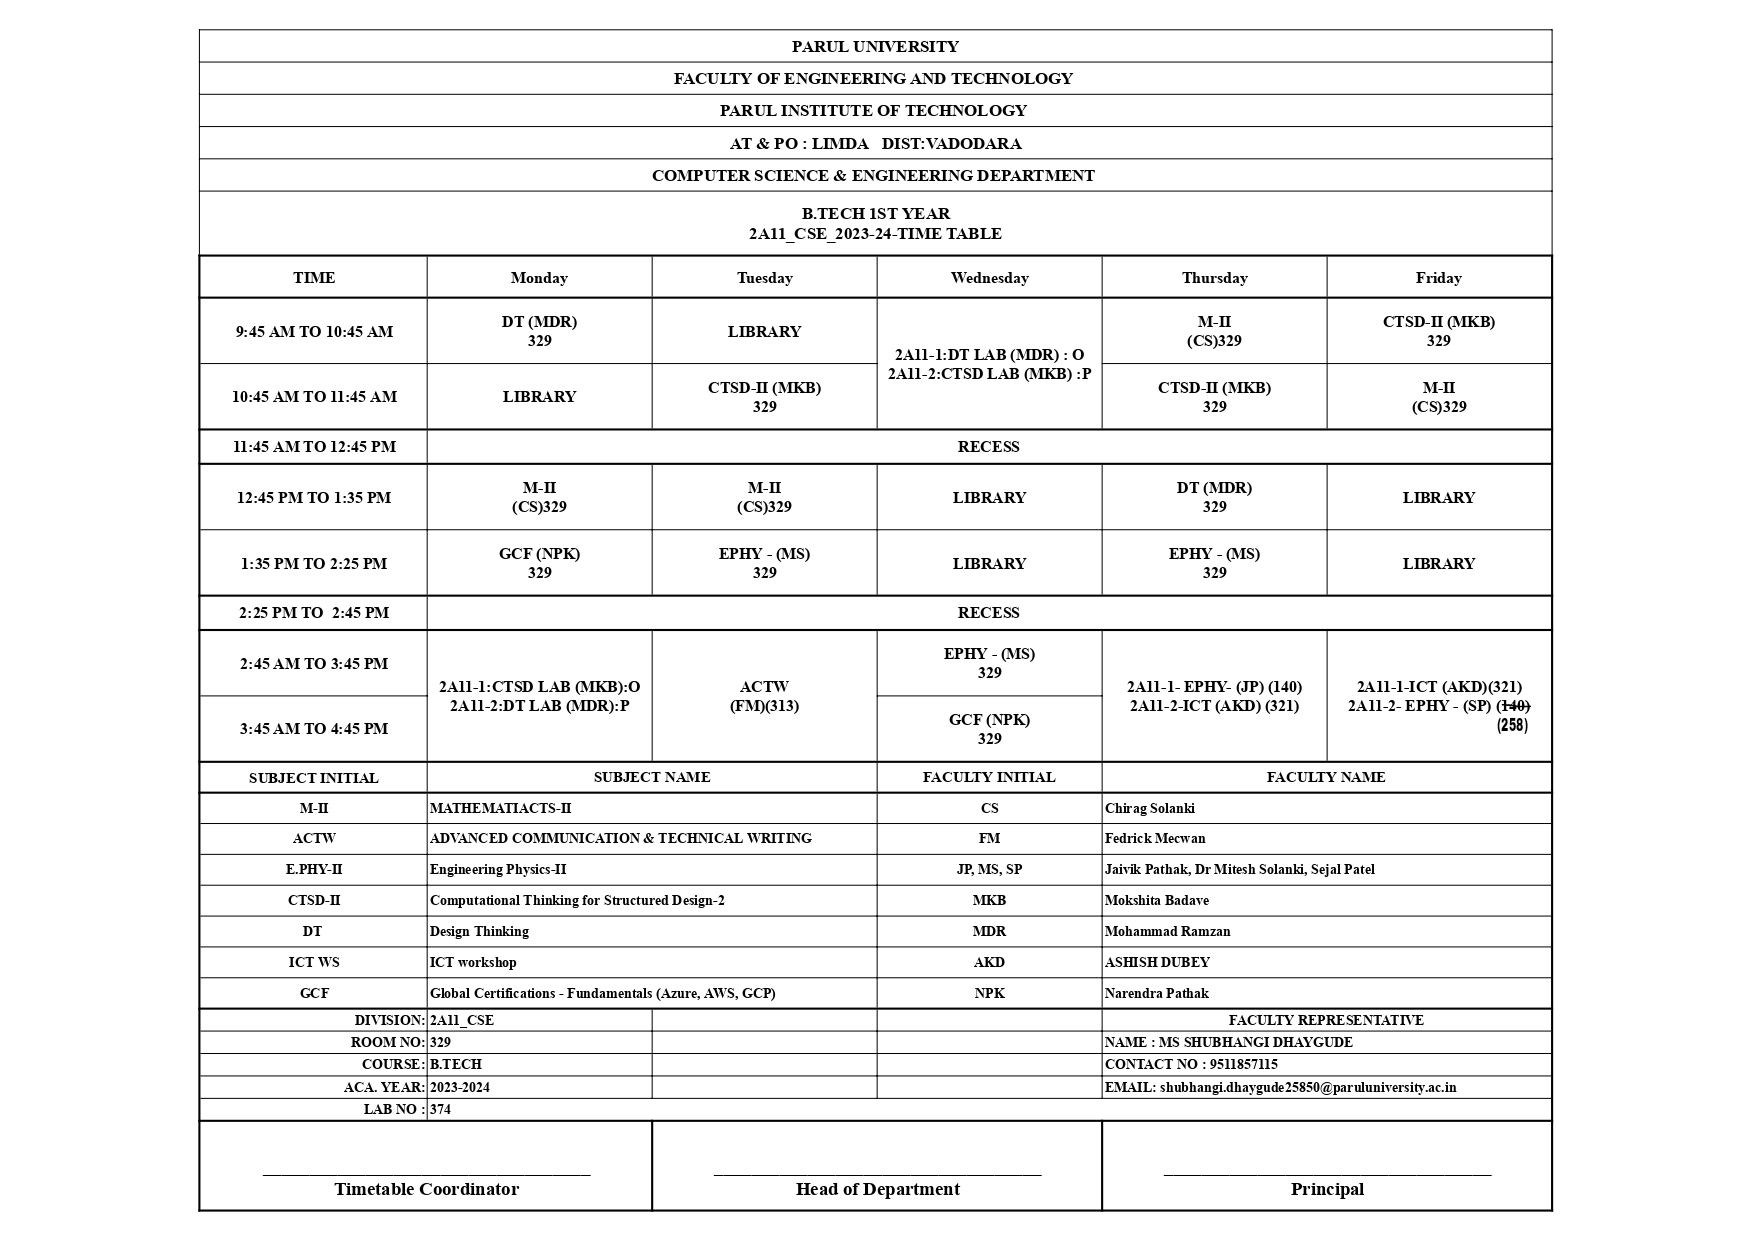 PARUL UNIVERSITY
FACULTY OF ENGINEERING AND TECHNOLOGY
PARUL INSTITUTE OF TECHNOLOGY
AT & PO : LIMDA DIST:VADODARA
COMPUTER SCIENCE & ENGINEERING DEPARTMENT
B.TECH 1ST YEAR
2A11_CSE_2023-24-TIME TABLE
TIME Monday Tuesday Wednesday Thursday Friday
9:45 AM TO 10:45 AM
DT (MDR)
329
LIBRARY
2A11-1:DT LAB (MDR) : O
2A11-2:CTSD LAB (MKB) :P
M-II
(CS)329
CTSD-II (MKB)
329
10:45 AM TO 11:45 AM
LIBRARY
CTSD-II (MKB)
329
CTSD-II (MKB)
329
M-II
(CS)329
11:45 AM TO 12:45 PM RECESS
12:45 PM TO 1:35 PM
M-II
(CS)329
M-II
(CS)329
LIBRARY
DT (MDR)
329
LIBRARY
1:35 PM TO 2:25 PM
GCF (NPK)
329
EPHY - (MS)
329
LIBRARY
EPHY - (MS)
329
LIBRARY
2:25 PM TO 2:45 PM RECESS
2:45 AM TO 3:45 PM
2A11-1:CTSD LAB (MKB):O
2A11-2:DT LAB (MDR):P
ACTW
(FM)(313)
EPHY - (MS)
329
2A11-1- EPHY- (JP) (140)
2A11-2-ICT (AKD) (321)
2A11-1-ICT (AKD)(321)
2A11-2- EPHY - (SP) (140)
(258)
3:45 AM TO 4:45 PM
GCF (NPK)
329
SUBJECT INITIAL SUBJECT NAME FACULTY INITIAL FACULTY NAME
M-II MATHEMATIACTS-II CS Chirag Solanki
ACTW ADVANCED COMMUNICATION & TECHNICAL WRITING FM Fedrick Mecwan
E.PHY-II Engineering Physics-II JP, MS, SP Jaivik Pathak, Dr Mitesh Solanki, Sejal Patel
CTSD-II Computational Thinking for Structured Design-2 MKB Mokshita Badave
DT Design Thinking MDR Mohammad Ramzan
ICT WS ICT workshop AKD ASHISH DUBEY
GCF Global Certifications - Fundamentals (Azure, AWS, GCP) NPK Narendra Pathak
DIVISION: 2A11_CSE FACULTY REPRESENTATIVE
ROOM NO: 329 NAME : MS SHUBHANGI DHAYGUDE
COURSE: B.TECH CONTACT NO : 9511857115
ACA. YEAR: 2023-2024 EMAIL: shubhangi.dhaygude25850@paruluniversity.ac.in
LAB NO : 374
Timetable Coordinator Head of Department Principal